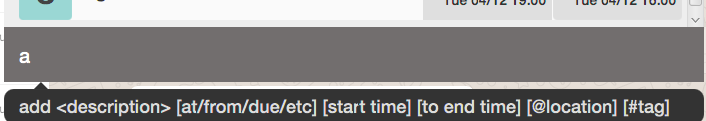 Tue 04/12 19:00 Tue 04/12 16:00
a
add <description> [at/from/due/etc] [start time] [to end time] [@location] [#tag]